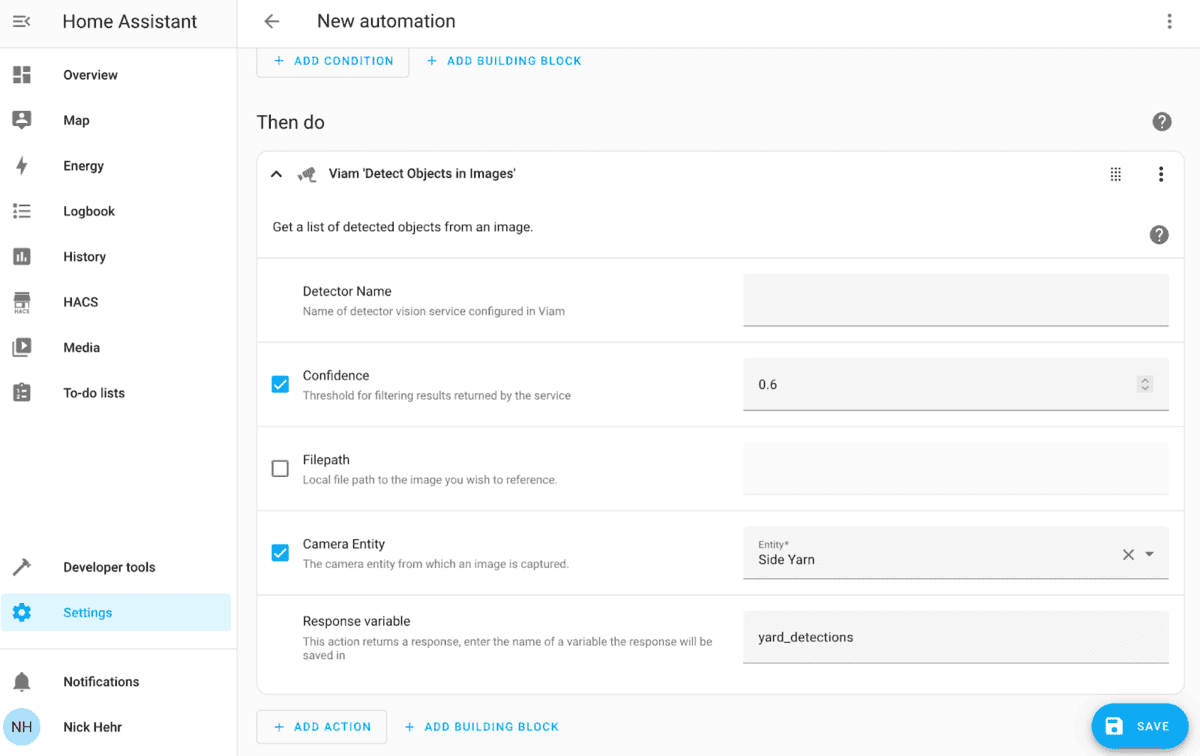 Home Assistant
New automation
Overview
Map
Energy
Logbook
History
HACS
HACS
Media
To-do lists
Developer tools
Settings
Notifications
NH
Nick Hehr
+ ADD CONDITION
+ ADD BUILDING BLOCK
Then do
Viam 'Detect Objects in Images'
Get a list of detected objects from an image.
Detector Name
Name of detector vision service configured in Viam
Confidence
Threshold for filtering results returned by the service
0.6
Filepath
Local file path to the image you wish to reference.
Camera Entity
The camera entity from which an image is captured.
Entity*
Side Yarn
Response variable
This action returns a response, enter the name of a variable the response will be
saved in
yard_detections
+ ADD ACTION
+ ADD BUILDING BLOCK
SAVE